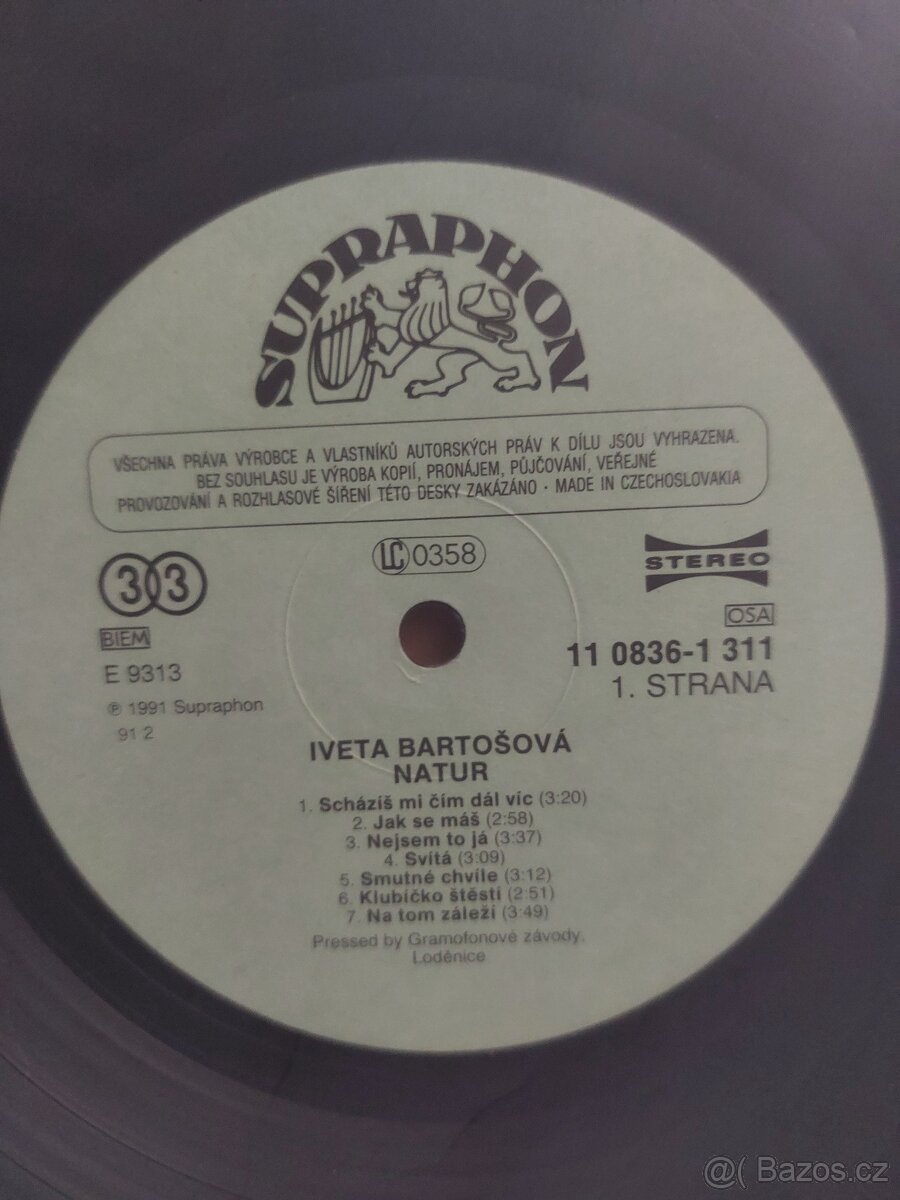 SUPRAPHON
VŠECHNA PRÁVA VÝROBCE A VLASTNÍKŮ AUTORSKÝCH PRÁV K DÍLU JSOU VYHRAZENA.
BEZ SOUHLASU JE VÝROBA KOPIÍ, PRONÁJEM, PŮJČOVÁNÍ, VEŘEJNÉ
PROVOZOVÁNÍ A ROZHLASOVÉ ŠÍŘENÍ TÉTO DESKY ZAKÁZÁNO · MADE IN CZECHOSLOVAKIA
33
LC 0358
STEREO
BIEM
OSA
E 9313
11 0836-1 311
1. STRANA
℗ 1991 Supraphon
91 2
IVETA BARTOŠOVÁ
NATUR
1. Scházíš mi čím dál víc (3:20)
2. Jak se máš (2:58)
3. Nejsem to já (3:37)
4. Svítá (3:09)
5. Smutné chvíle (3:12)
6. Klubíčko štěstí (2:51)
7. Na tom záleží (3:49)
Pressed by Gramofonové závody.
Loděnice
@( Bazos.cz